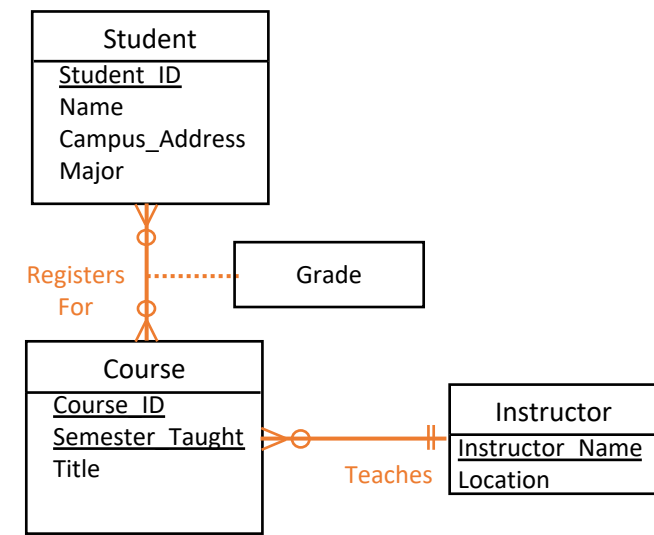 Student
Student_ID
Name
Campus_Address
Major
Registers
For
Grade
Course
Course_ID
Semester_Taught
Title
Teaches
Instructor
Instructor_Name
Location